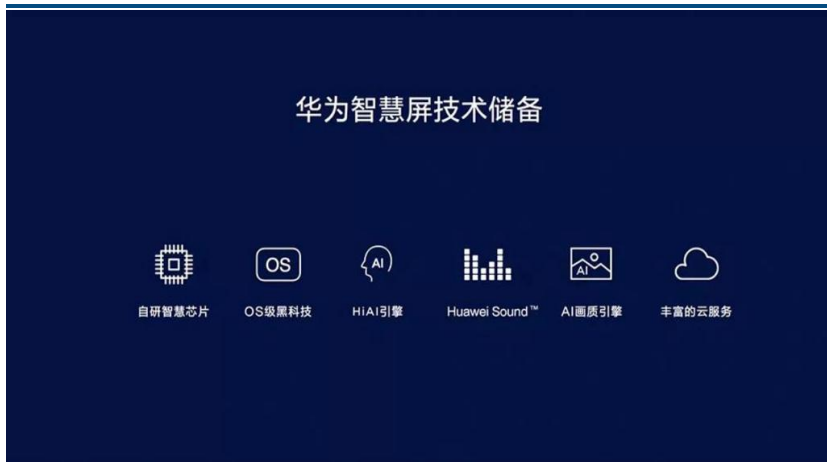 华为智慧屏技术储备
OS
AI
AI
自研智慧芯片
OS级黑科技
HiAI引擎
Huawei Sound™
AI画质引擎
丰富的云服务